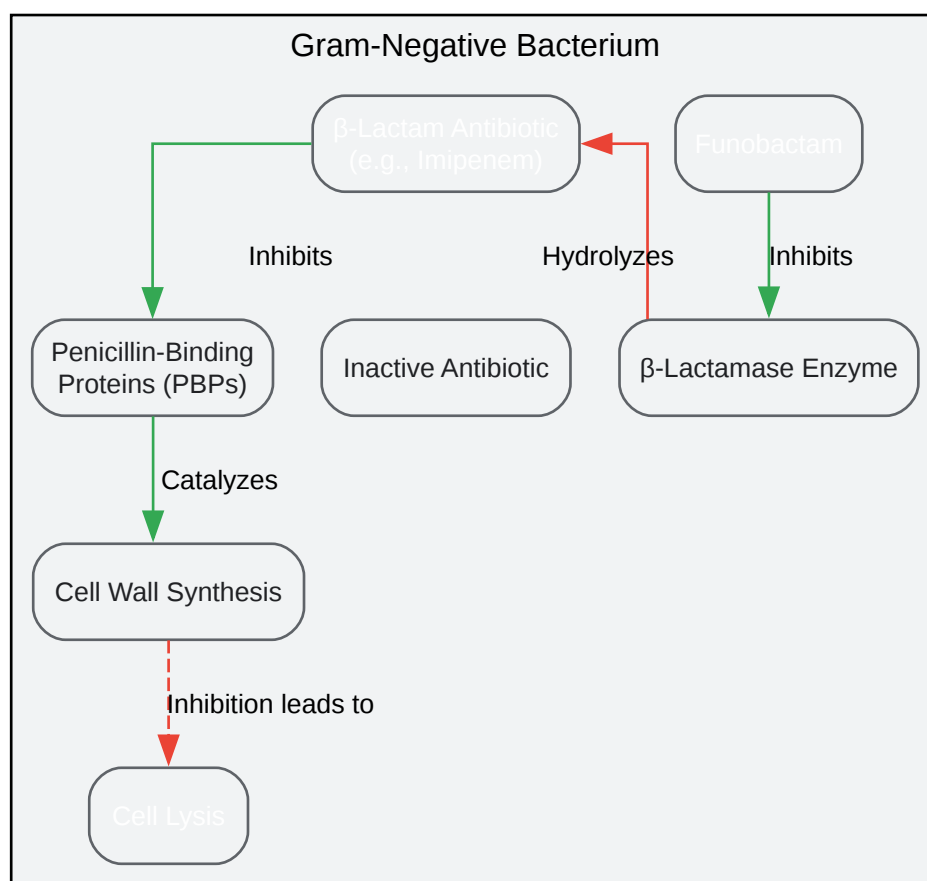 Gram-Negative Bacterium
β-Lactam Antibiotic
(e.g., Imipenem)
Funobactam
Inhibits
Hydrolyzes
Inhibits
Penicillin-Binding
Proteins (PBPs)
Inactive Antibiotic
β-Lactamase Enzyme
Catalyzes
Cell Wall Synthesis
Inhibition leads to
Cell Lysis